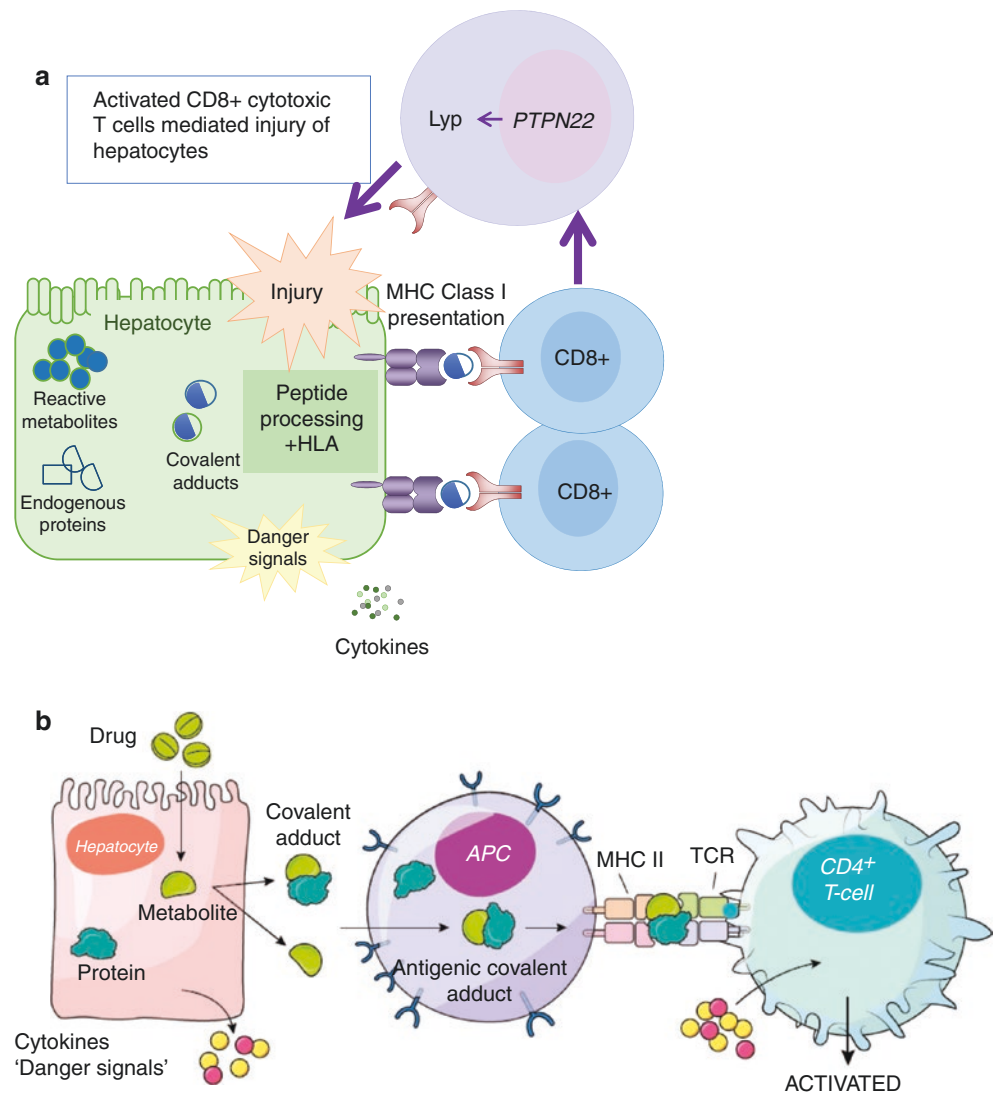 a
Activated CD8+ cytotoxic
T cells mediated injury of
hepatocytes
Lyp
PTPN22
Injury
MHC Class I
presentation
Hepatocyte
CD8+
Reactive
metabolites
Peptide
processing
+HLA
Covalent
adducts
Endogenous
proteins
CD8+
Danger
signals
Cytokines
b
Drug
Covalent
adduct
Hepatocyte
APC
MHC II
TCR
CD4+
T-cell
Metabolite
Protein
Antigenic covalent
adduct
Cytokines
‘Danger signals’
ACTIVATED